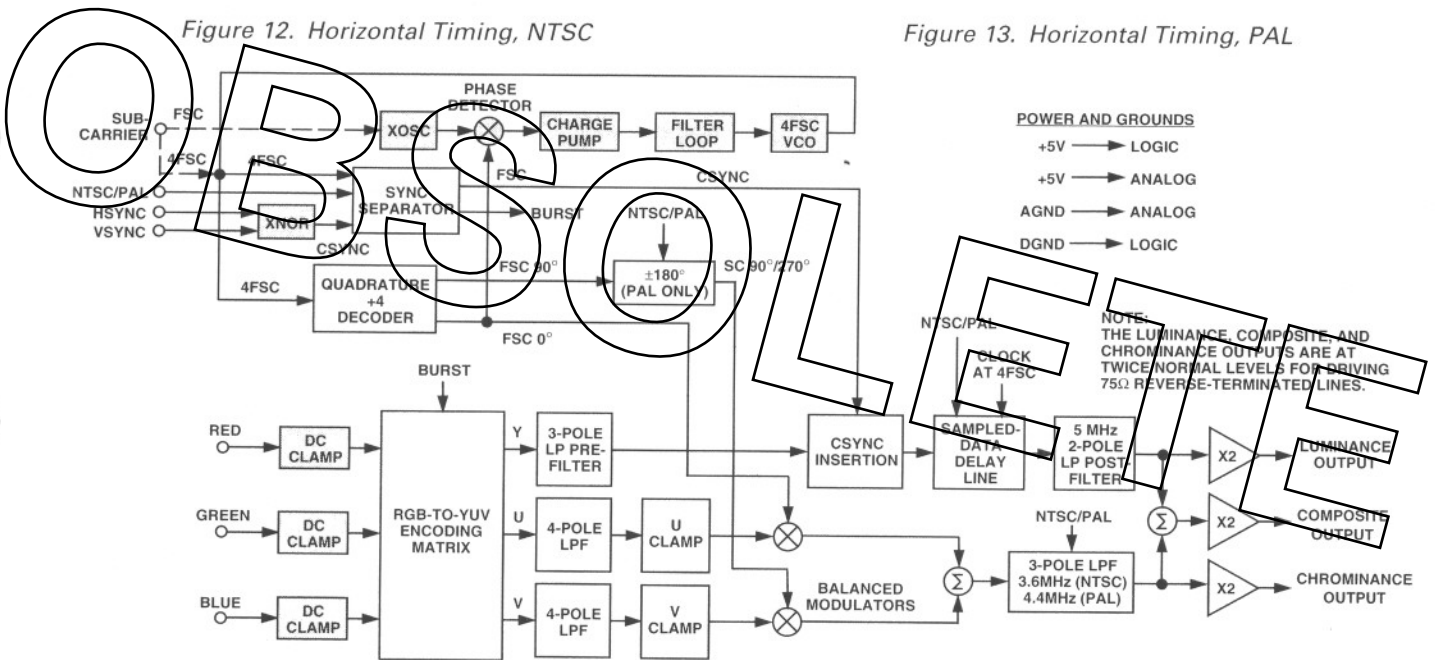 Figure 12. Horizontal Timing, NTSC
Figure 13. Horizontal Timing, PAL
OBSOLETE
SUB-
CARRIER
FSC
4FSC
4FSC
NTSC/PAL
HSYNC
VSYNC
XNOR
CSYNC
XOSC
PHASE
DETECTOR
CHARGE
PUMP
FILTER
LOOP
4FSC
VCO
SYNC
SEPARATOR
FSC
CSYNC
BURST
4FSC
QUADRATURE
+4
DECODER
FSC 90°
FSC 0°
NTSC/PAL
±180°
(PAL ONLY)
SC 90°/270°
POWER AND GROUNDS
+5V LOGIC
+5V ANALOG
AGND ANALOG
DGND LOGIC
NOTE:
THE LUMINANCE, COMPOSITE, AND
CHROMINANCE OUTPUTS ARE AT
TWICE NORMAL LEVELS FOR DRIVING
75Ω REVERSE-TERMINATED LINES.
NTSC/PAL
CLOCK
AT 4FSC
BURST
RED
DC
CLAMP
GREEN
DC
CLAMP
BLUE
DC
CLAMP
RGB-TO-YUV
ENCODING
MATRIX
Y
3-POLE
LP PRE-
FILTER
U
4-POLE
LPF
U
CLAMP
V
4-POLE
LPF
V
CLAMP
BALANCED
MODULATORS
CSYNC
INSERTION
SAMPLED-
DATA
DELAY
LINE
5 MHz
2-POLE
LP POST-
FILTER
Σ
NTSC/PAL
3-POLE LPF
3.6MHz (NTSC)
4.4MHz (PAL)
Σ
X2
LUMINANCE
OUTPUT
X2
COMPOSITE
OUTPUT
X2
CHROMINANCE
OUTPUT